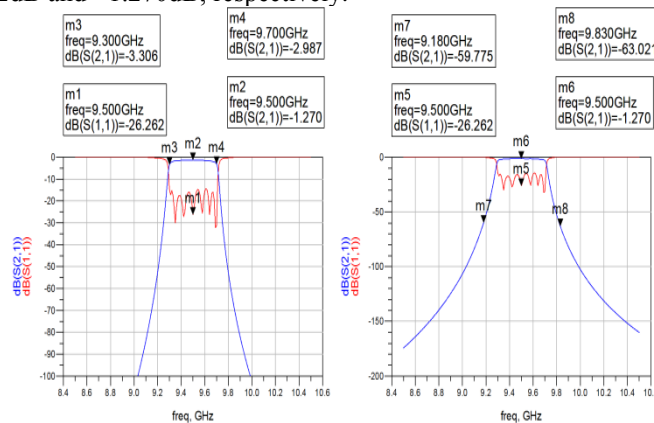 2dB and -1.270dB, respectively.
m3
freq=9.300GHz
dB(S(2,1))=-3.306
m4
freq=9.700GHz
dB(S(2,1))=-2.987
m1
freq=9.500GHz
dB(S(1,1))=-26.262
m2
freq=9.500GHz
dB(S(2,1))=-1.270
m7
freq=9.180GHz
dB(S(2,1))=-59.775
m8
freq=9.830GHz
dB(S(2,1))=-63.021
m5
freq=9.500GHz
dB(S(1,1))=-26.262
m6
freq=9.500GHz
dB(S(2,1))=-1.270
m3 m2 m4
m1
0
-10
-20
-30
-40
-50
-60
-70
-80
-90
-100
dB(S(2,1))
dB(S(1,1))
8.4 8.6 8.8 9.0 9.2 9.4 9.6 9.8 10.0 10.2 10.4 10.6
freq, GHz
m6
m5
m7 m8
0
-50
-100
-150
-200
dB(S(2,1))
dB(S(1,1))
8.4 8.6 8.8 9.0 9.2 9.4 9.6 9.8 10.0 10.2 10.4 10.6
freq, GHz